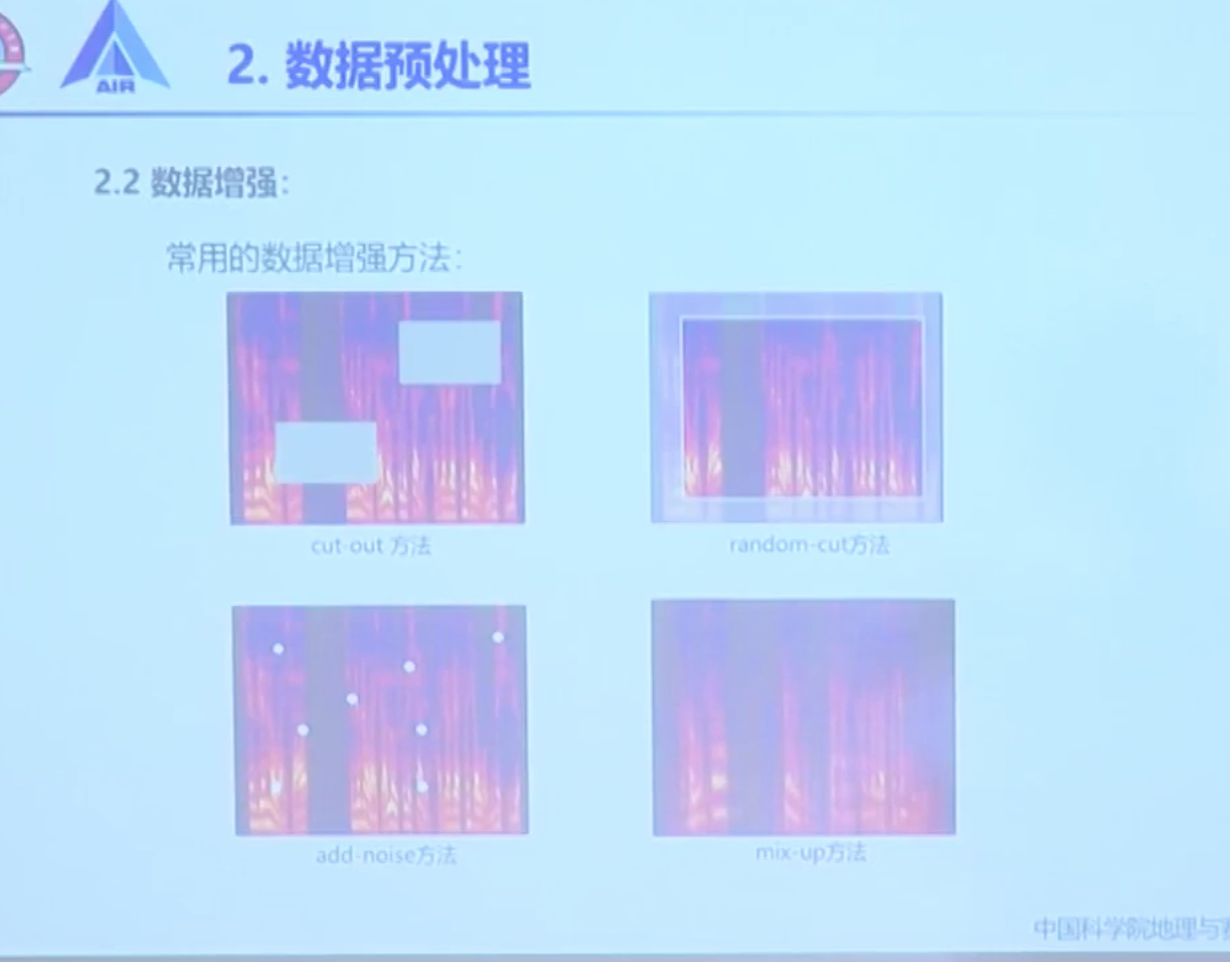 AIR
2. 数据预处理
2.2 数据增强：
常用的数据增强方法：
cut-out 方法
random-cut方法
add-noise方法
mix-up方法
中国科学院地理与